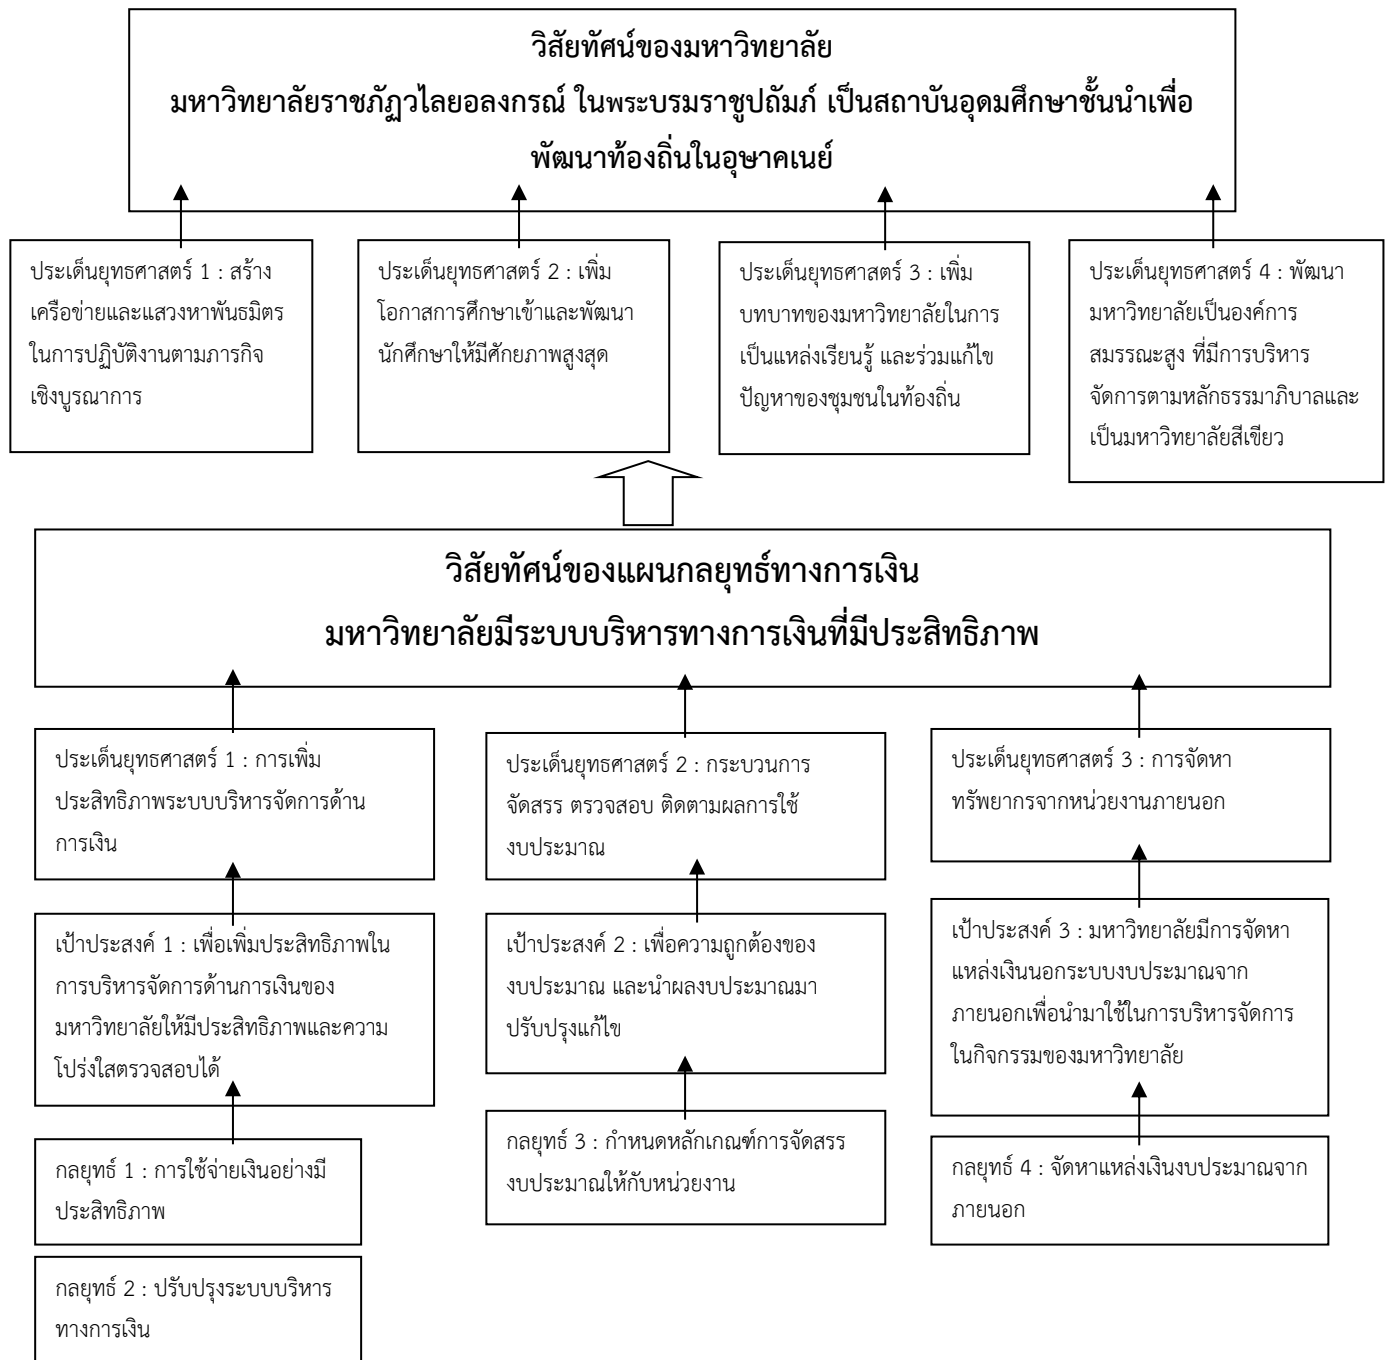 วิสัยทัศน์ของมหาวิทยาลัย
มหาวิทยาลัยราชภัฏวไลยอลงกรณ์ ในพระบรมราชูปถัมภ์ เป็นสถาบันอุดมศึกษาชั้นนำเพื่อ
พัฒนาท้องถิ่นในอุษาคเนย์
ประเด็นยุทธศาสตร์ 1 : สร้าง
เครือข่ายและแสวงหาพันธมิตร
ในการปฏิบัติงานตามภารกิจ
เชิงบูรณาการ
ประเด็นยุทธศาสตร์ 2 : เพิ่ม
โอกาสการศึกษาเข้าและพัฒนา
นักศึกษาให้มีศักยภาพสูงสุด
ประเด็นยุทธศาสตร์ 3 : เพิ่ม
บทบาทของมหาวิทยาลัยในการ
เป็นแหล่งเรียนรู้ และร่วมแก้ไข
ปัญหาของชุมชนในท้องถิ่น
ประเด็นยุทธศาสตร์ 4 : พัฒนา
มหาวิทยาลัยเป็นองค์การ
สมรรณะสูง ที่มีการบริหาร
จัดการตามหลักธรรมาภิบาลและ
เป็นมหาวิทยาลัยสีเขียว
วิสัยทัศน์ของแผนกลยุทธ์ทางการเงิน
มหาวิทยาลัยมีระบบบริหารทางการเงินที่มีประสิทธิภาพ
ประเด็นยุทธศาสตร์ 1 : การเพิ่ม
ประสิทธิภาพระบบบริหารจัดการด้าน
การเงิน
ประเด็นยุทธศาสตร์ 2 : กระบวนการ
จัดสรร ตรวจสอบ ติดตามผลการใช้
งบประมาณ
ประเด็นยุทธศาสตร์ 3 : การจัดหา
ทรัพยากรจากหน่วยงานภายนอก
เป้าประสงค์ 1 : เพื่อเพิ่มประสิทธิภาพใน
การบริหารจัดการด้านการเงินของ
มหาวิทยาลัยให้มีประสิทธิภาพและความ
โปร่งใสตรวจสอบได้
เป้าประสงค์ 2 : เพื่อความถูกต้องของ
งบประมาณ และนำผลงบประมาณมา
ปรับปรุงแก้ไข
เป้าประสงค์ 3 : มหาวิทยาลัยมีการจัดหา
แหล่งเงินนอกระบบงบประมาณจาก
ภายนอกเพื่อนำมาใช้ในการบริหารจัดการ
ในกิจกรรมของมหาวิทยาลัย
กลยุทธ์ 1 : การใช้จ่ายเงินอย่างมี
ประสิทธิภาพ
กลยุทธ์ 3 : กำหนดหลักเกณฑ์การจัดสรร
งบประมาณให้กับหน่วยงาน
กลยุทธ์ 4 : จัดหาแหล่งเงินงบประมาณจาก
ภายนอก
กลยุทธ์ 2 : ปรับปรุงระบบบริหาร
ทางการเงิน